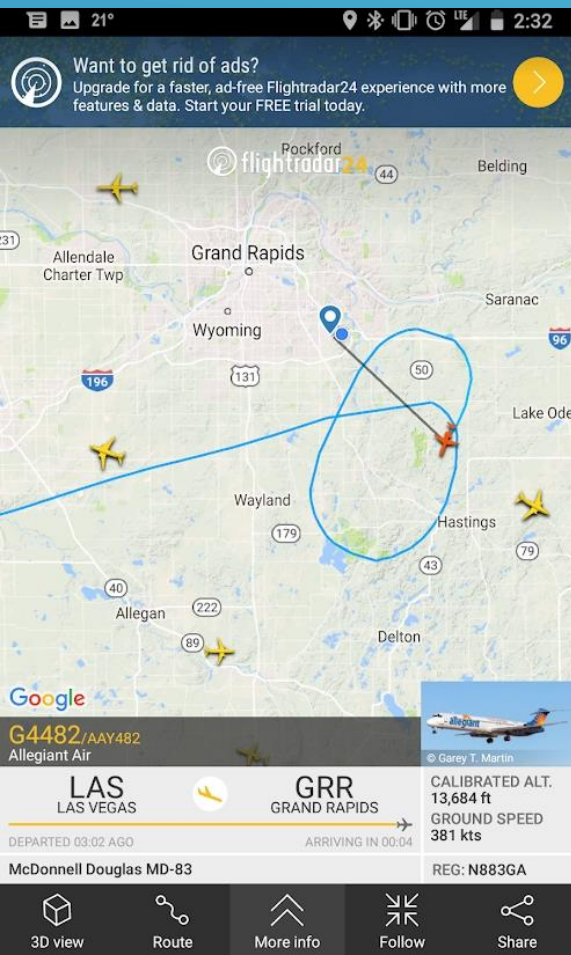 21°
LTE
2:32
Want to get rid of ads?
Upgrade for a faster, ad-free Flightradar24 experience with more
features & data. Start your FREE trial today.
flightradar24
Pockford
44
Belding
231
Allendale
Charter Twp
Grand Rapids
Saranac
Wyoming
96
196
131
50
Lake Ode
Wayland
179
Hastings
79
43
40
Allegan
222
89
Delton
Google
G4482/AAY482
Allegiant Air
allegiant
© Garey T. Martin
LAS
LAS VEGAS
GRR
GRAND RAPIDS
DEPARTED 03:02 AGO
ARRIVING IN 00:04
CALIBRATED ALT.
13,684 ft
GROUND SPEED
381 kts
McDonnell Douglas MD-83
REG: N883GA
3D view
Route
More info
Follow
Share